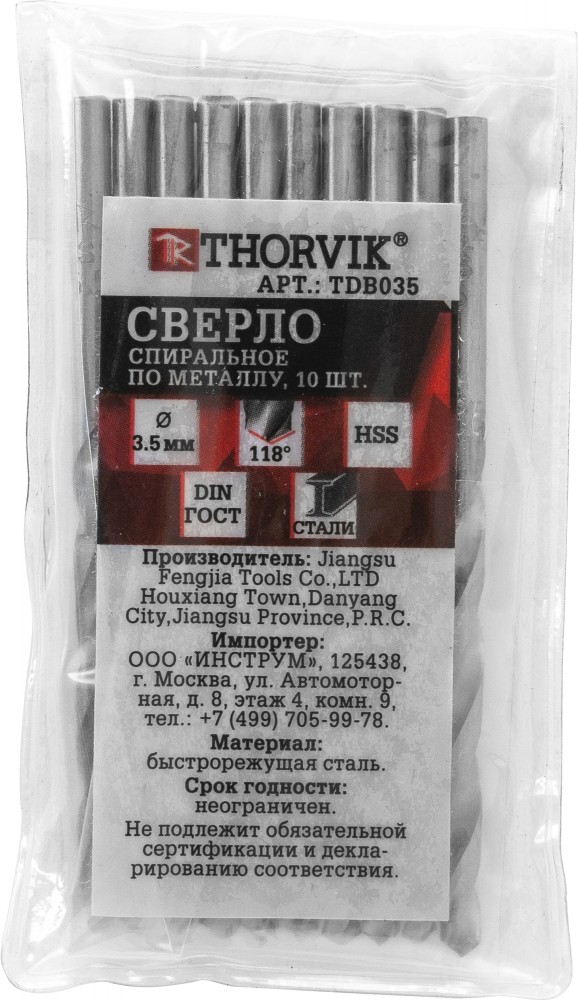 THORVIK®
АРТ.: TDB035
СВЕРЛО
СПИРАЛЬНОЕ
ПО МЕТАЛЛУ, 10 ШТ.
Ø
3.5 мм
118°
HSS
DIN
ГОСТ
СТАЛИ
Производитель: Jiangsu
Fengjia Tools Co.,LTD
Houxiang Town,Danyang
City,Jiangsu Province,P.R.C.
Импортер:
ООО «ИНСТРУМ», 125438,
г. Москва, ул. Автомотор-
ная, д. 8, этаж 4, комн. 9,
тел.: +7 (499) 705-99-78.
Материал:
быстрорежущая сталь.
Срок годности:
неограничен.
Не подлежит обязательной
сертификации и декла-
рированию соответствия.